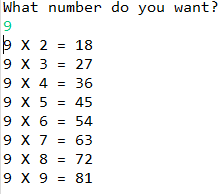 What number do you want?
9
9 X 2 = 18
9 X 3 = 27
9 X 4 = 36
9 X 5 = 45
9 X 6 = 54
9 X 7 = 63
9 X 8 = 72
9 X 9 = 81